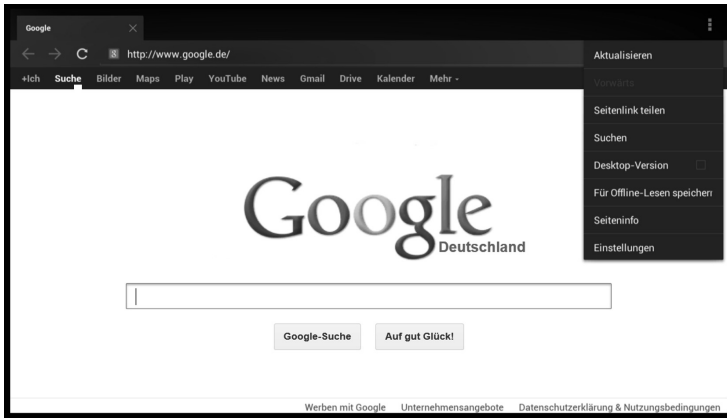 Google
http://www.google.de/
+Ich Suche Bilder Maps Play YouTube News Gmail Drive Kalender Mehr
Aktualisieren
Vorwärts
Seitenlink teilen
Suchen
Desktop-Version
Für Offline-Lesen speichern
Seiteninfo
Einstellungen
Google
Deutschland
Google-Suche Auf gut Glück!
Werben mit Google Unternehmensangebote Datenschutzerklärung & Nutzungsbedingungen